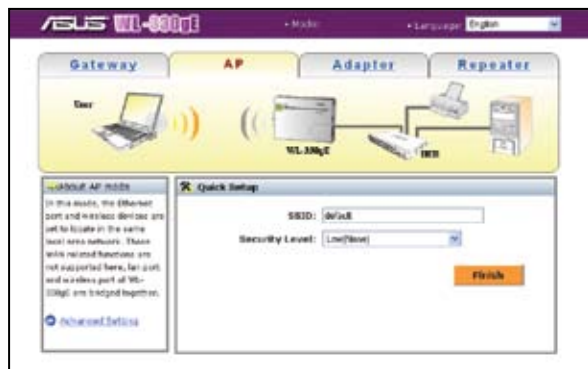 ASUS WL-330gE
• Mode:
• Language: English
Gateway
AP
Adapter
Repeater
User
WL-330gE
HUB
About AP mode
In this mode, the Ethernet
port and wireless devices are
set to locate in the same
local area network. Those
WAN related functions are
not supported here, lan port
and wireless port of WL-
330gE are bridged together.
Advanced Setting
Quick Setup
SSID: default
Security Level: Low(None)
Finish